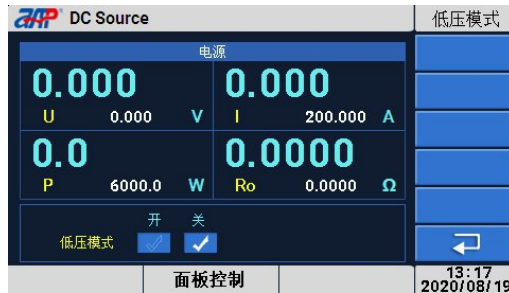 ZAP DC Source
低压模式
电源
0.000 0.000
U 0.000 V I 200.000 A
0.0 0.0000
P 6000.0 W Ro 0.0000 Ω
开 关
低压模式
面板控制
13:17
2020/08/19